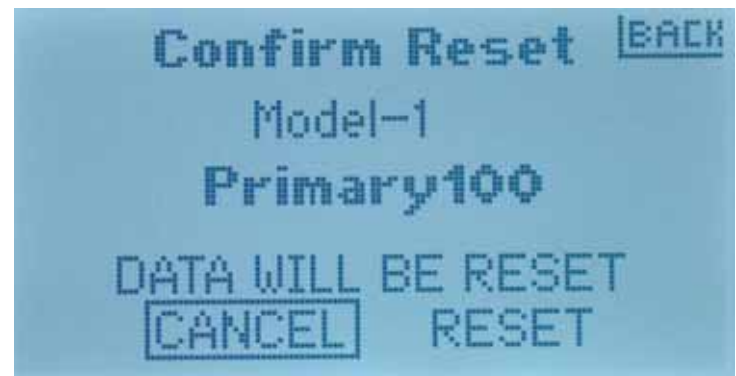 Confirm Reset BACK
Model-1
Primary100
DATA WILL BE RESET
CANCEL RESET